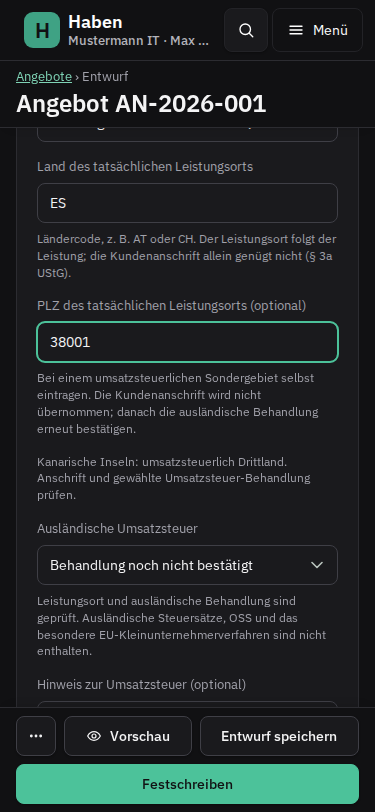 H
Haben
Mustermann IT · Max ...
Menü
Angebote › Entwurf
Angebot AN-2026-001
Land des tatsächlichen Leistungsorts
ES
Ländercode, z. B. AT oder CH. Der Leistungsort folgt der
Leistung; die Kundenanschrift allein genügt nicht (§ 3a
UStG).
PLZ des tatsächlichen Leistungsorts (optional)
38001
Bei einem umsatzsteuerlichen Sondergebiet selbst
eintragen. Die Kundenanschrift wird nicht
übernommen; danach die ausländische Behandlung
erneut bestätigen.
Kanarische Inseln: umsatzsteuerlich Drittland.
Anschrift und gewählte Umsatzsteuer-Behandlung
prüfen.
Ausländische Umsatzsteuer
Behandlung noch nicht bestätigt
Leistungsort und ausländische Behandlung sind
geprüft. Ausländische Steuersätze, OSS und das
besondere EU-Kleinunternehmerverfahren sind nicht
enthalten.
Hinweis zur Umsatzsteuer (optional)
Vorschau
Entwurf speichern
Festschreiben